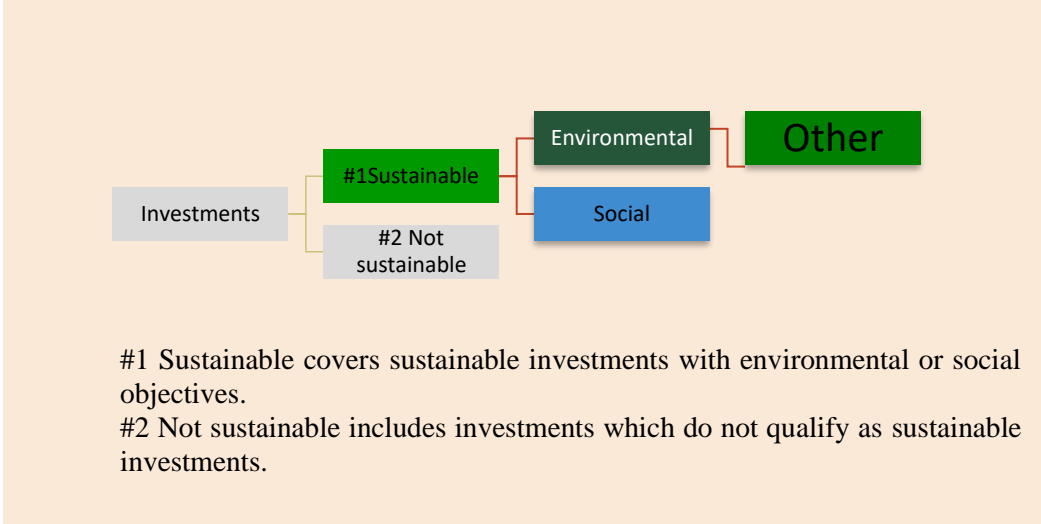 Environmental
Other
#1Sustainable
Investments
Social
#2 Not
sustainable
#1 Sustainable covers sustainable investments with environmental or social
objectives.
#2 Not sustainable includes investments which do not qualify as sustainable
investments.